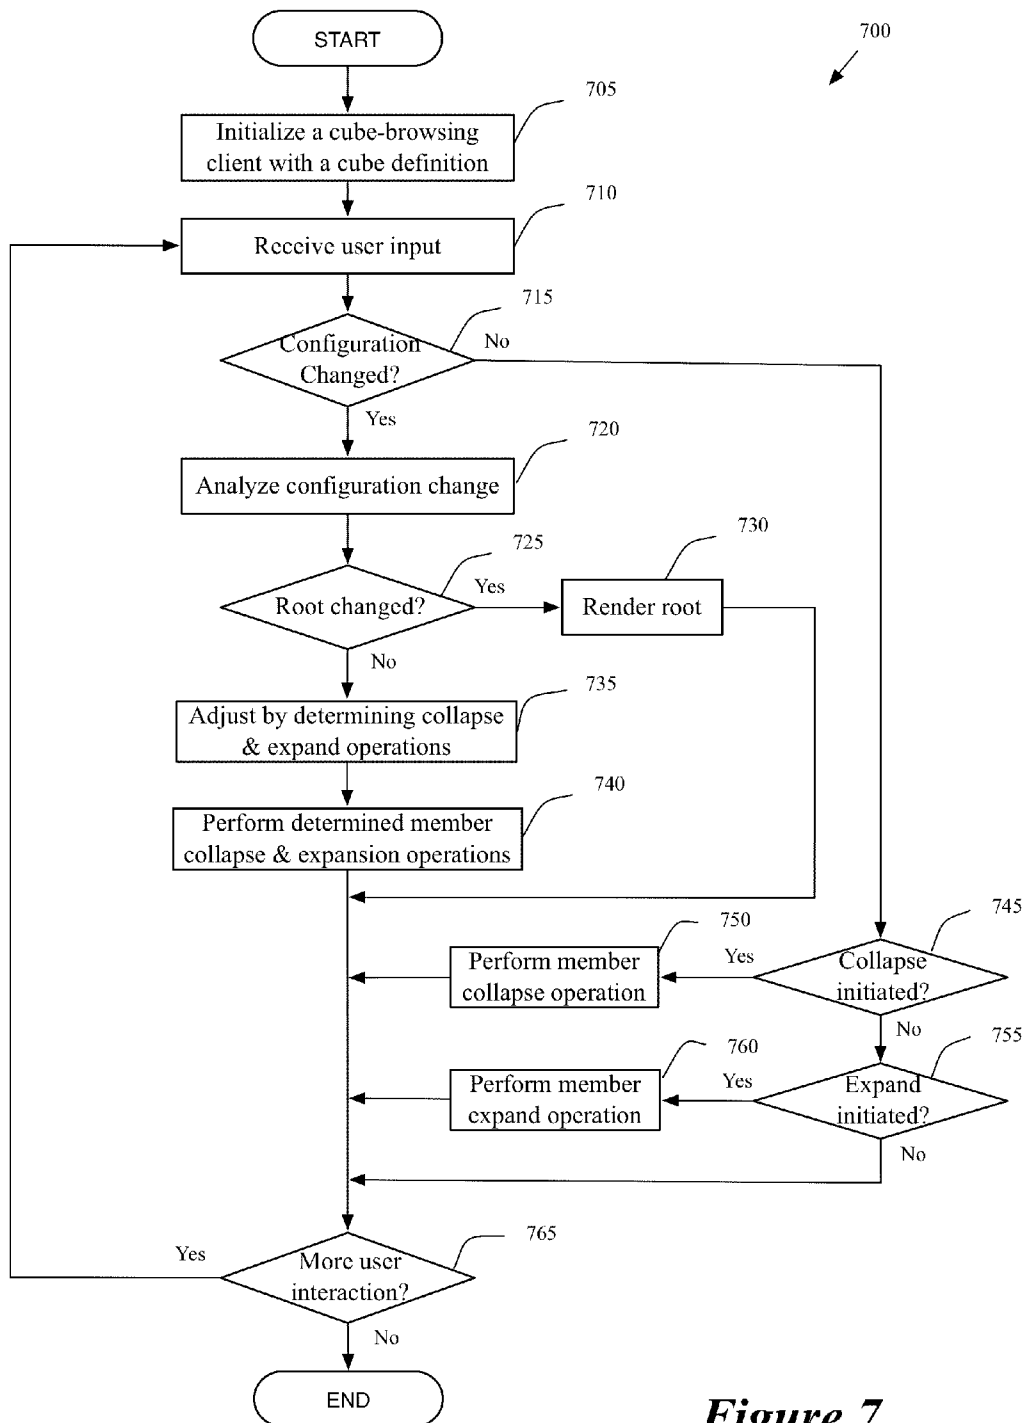 START
700
705
Initialize a cube-browsing
client with a cube definition
710
Receive user input
715
Configuration
Changed?
No
Yes
720
Analyze configuration change
725
Root changed?
Yes
730
Render root
No
735
Adjust by determining collapse
& expand operations
740
Perform determined member
collapse & expansion operations
745
Collapse
initiated?
Yes
750
Perform member
collapse operation
No
755
Expand
initiated?
Yes
760
Perform member
expand operation
No
765
More user
interaction?
Yes
No
END
Figure 7